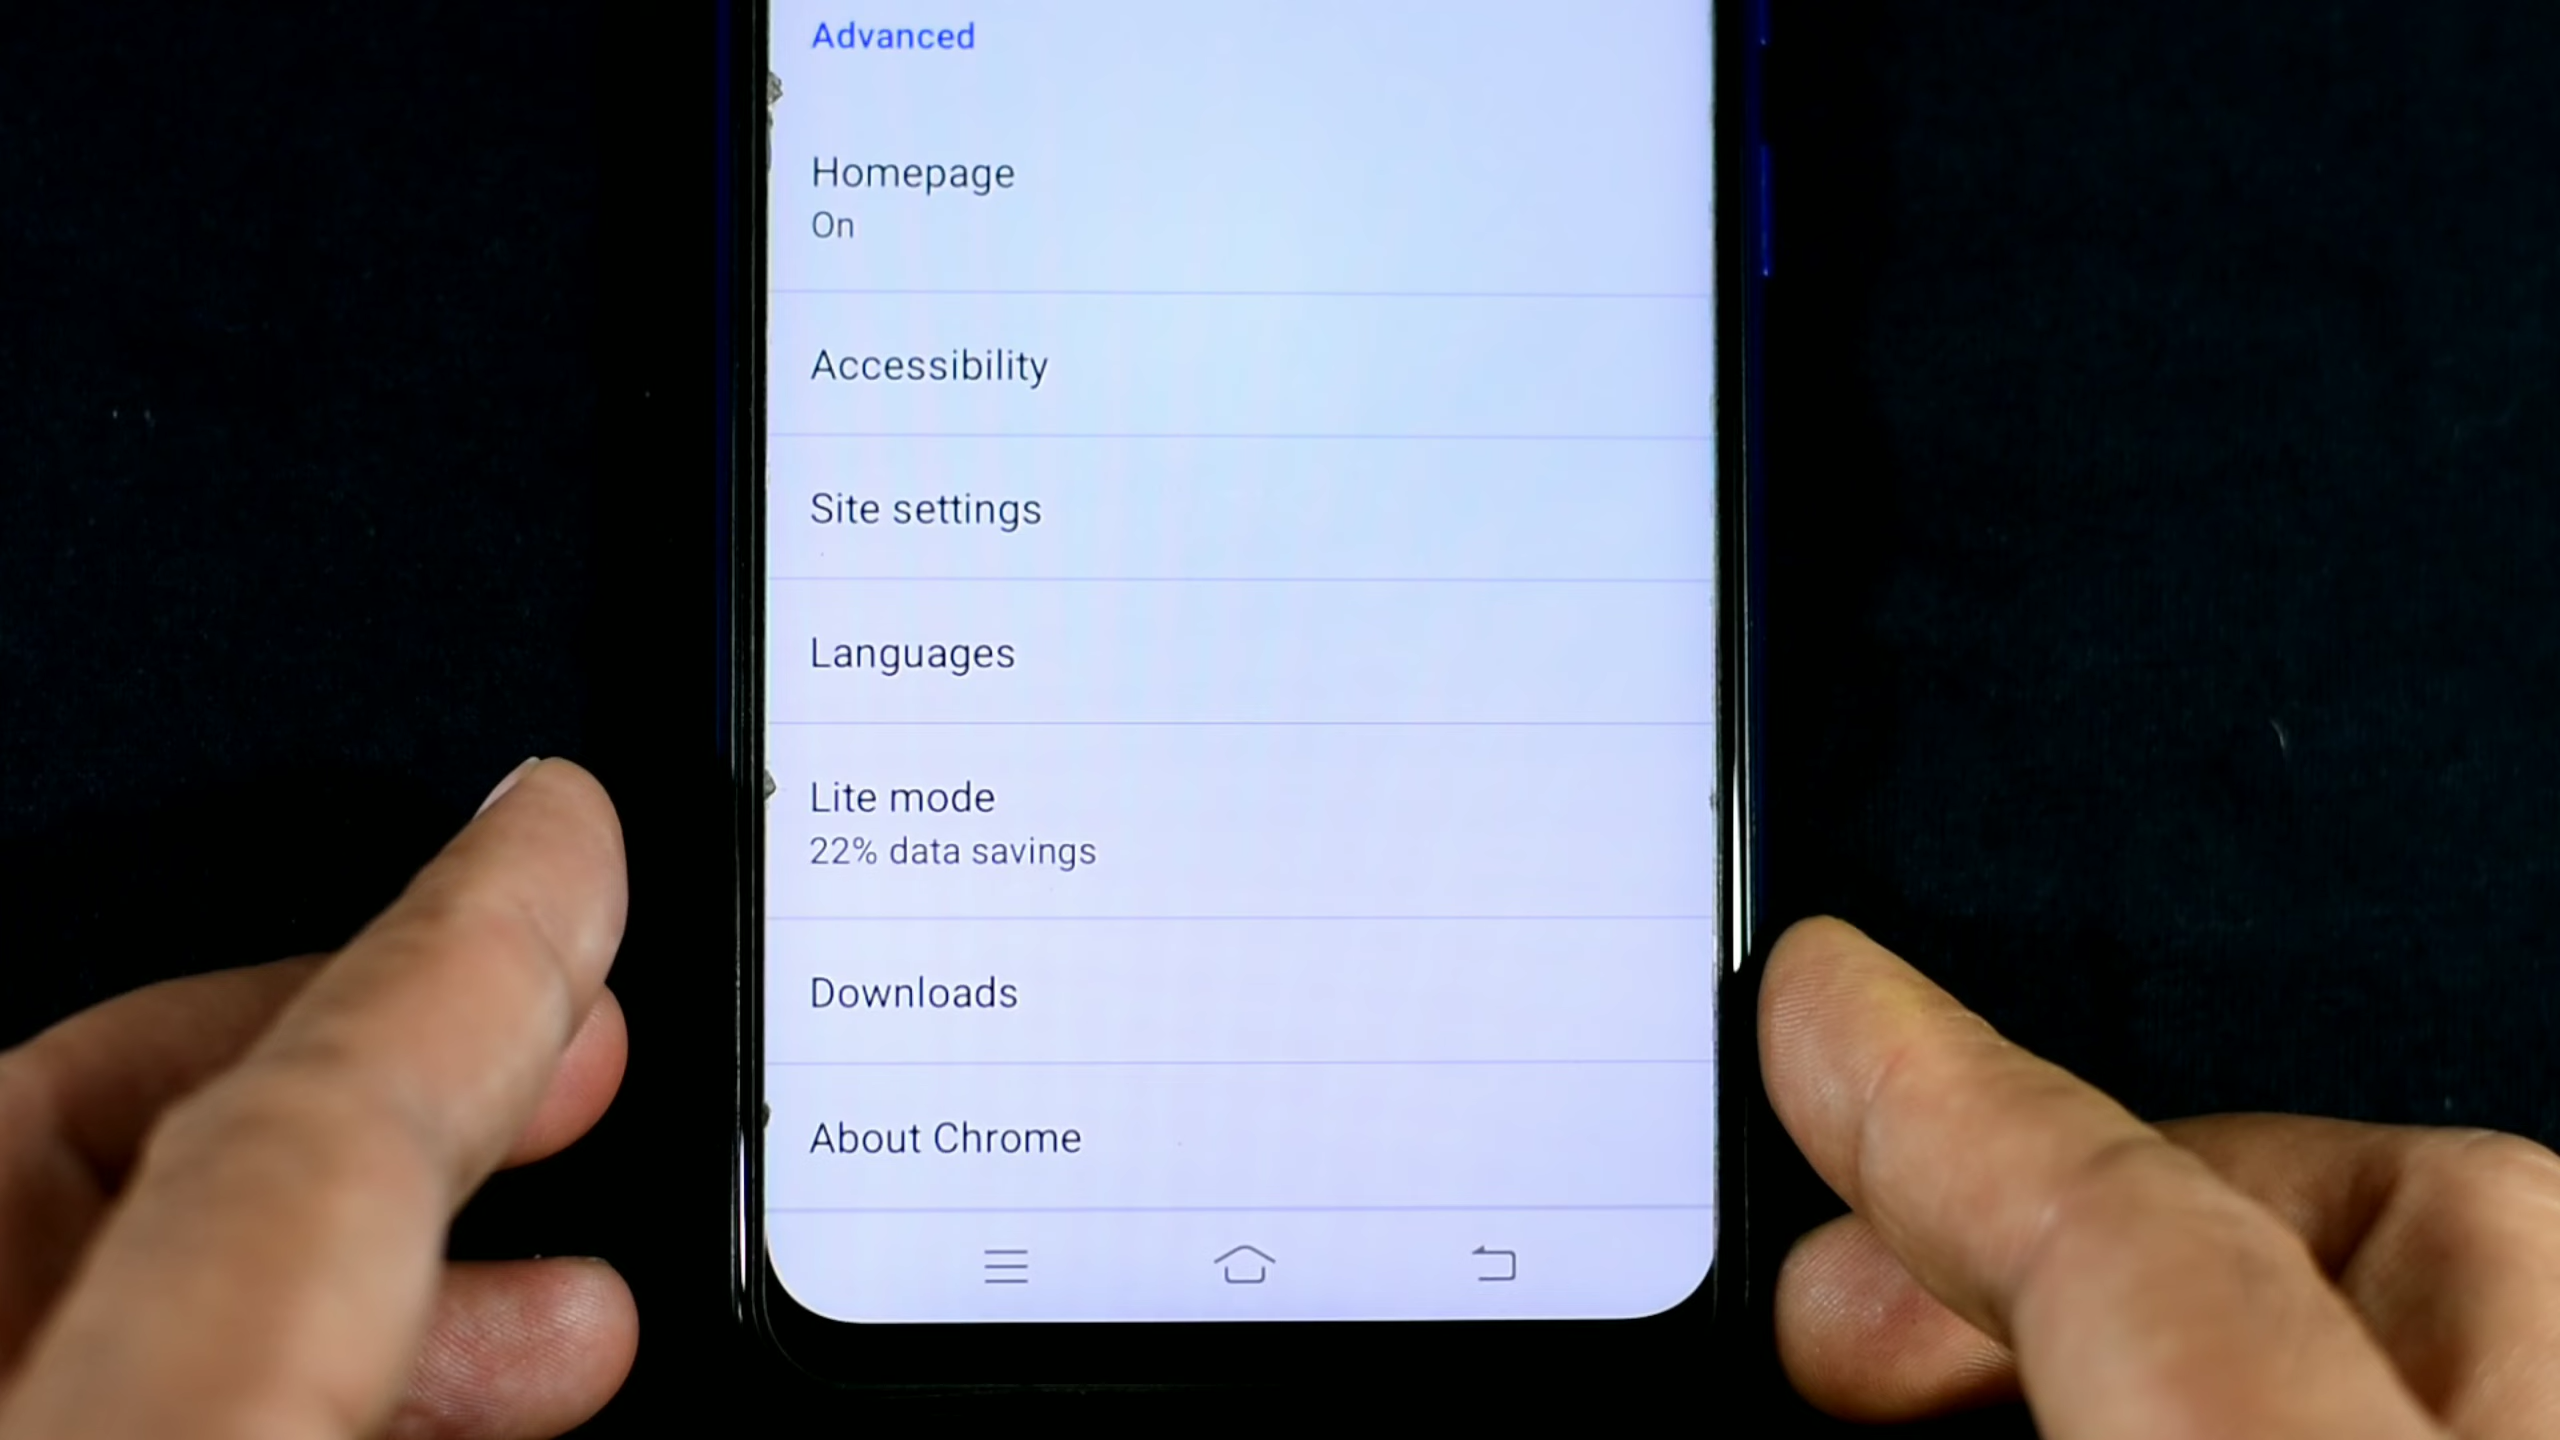 Advanced
Homepage
On
Accessibility
Site settings
Languages
Lite mode
22% data savings
Downloads
About Chrome